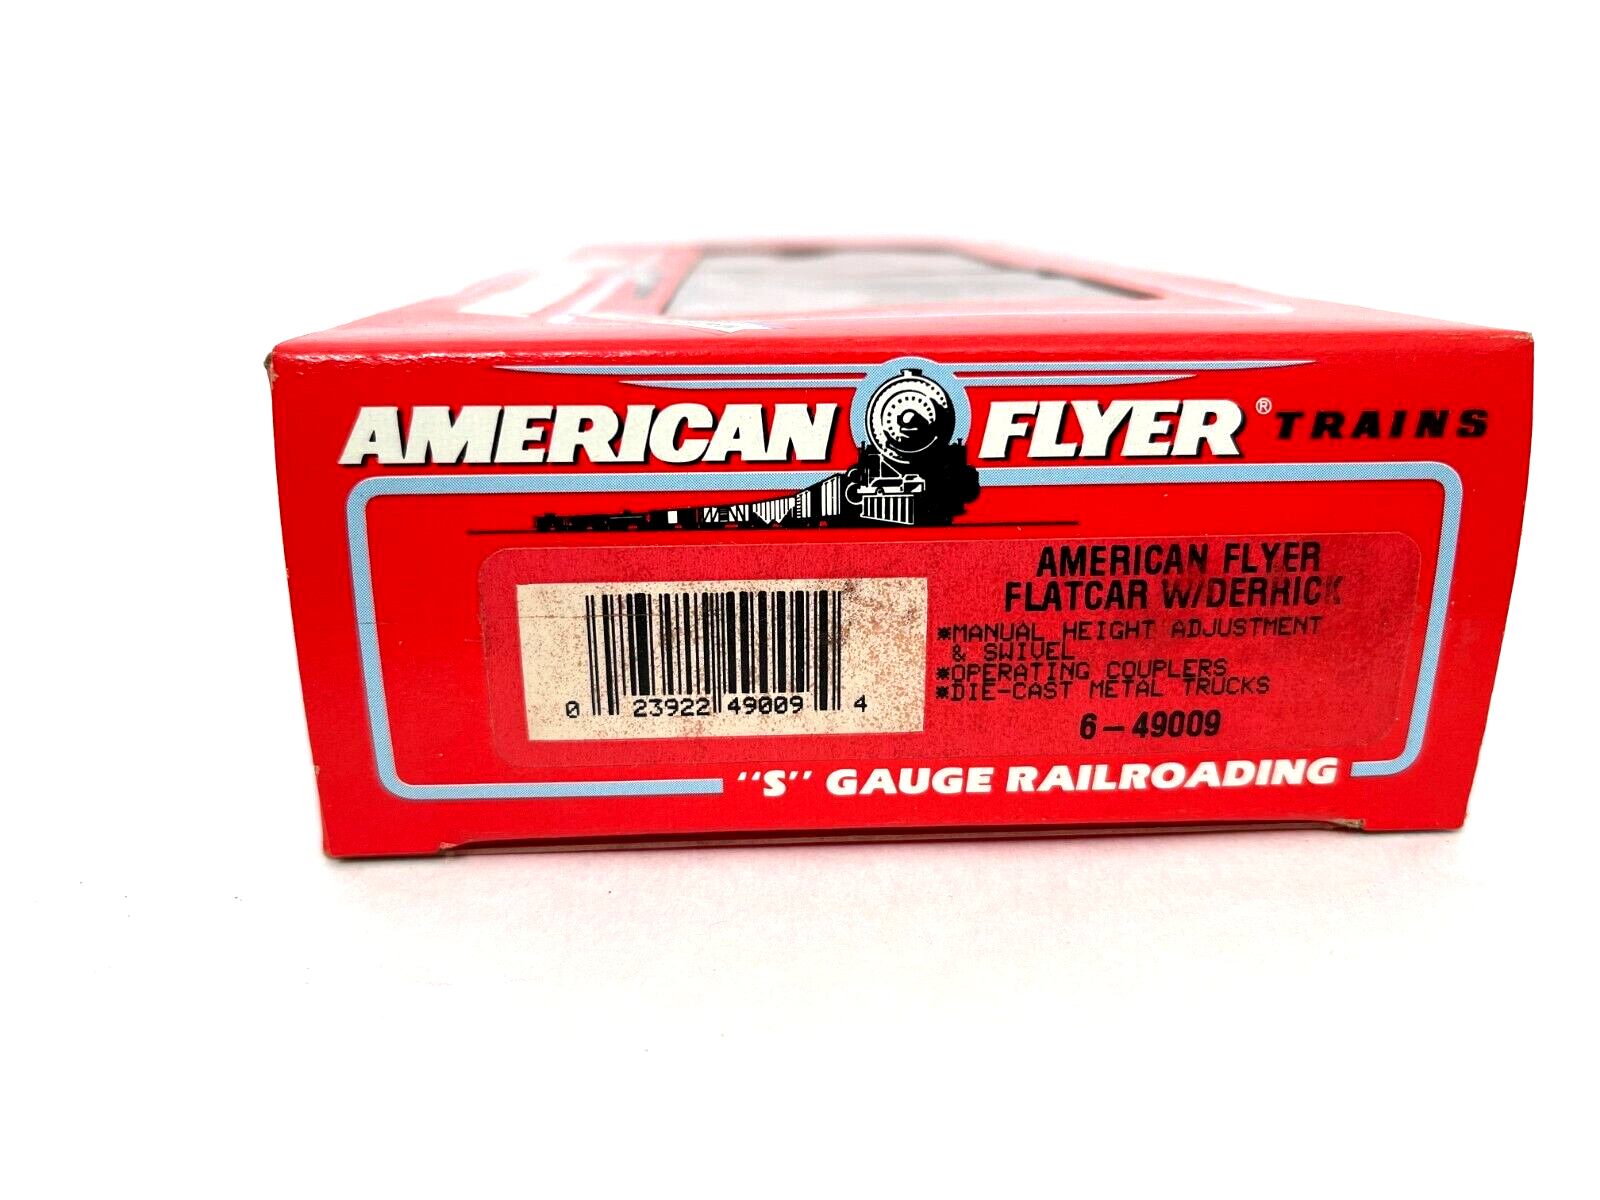 AMERICAN FLYER® TRAINS
AMERICAN FLYER
FLATCAR W/DERRICK
*MANUAL HEIGHT ADJUSTMENT
& SWIVEL
*OPERATING COUPLERS
*DIE-CAST METAL TRUCKS
6-49009
0 23922 49009 4
"S" GAUGE RAILROADING